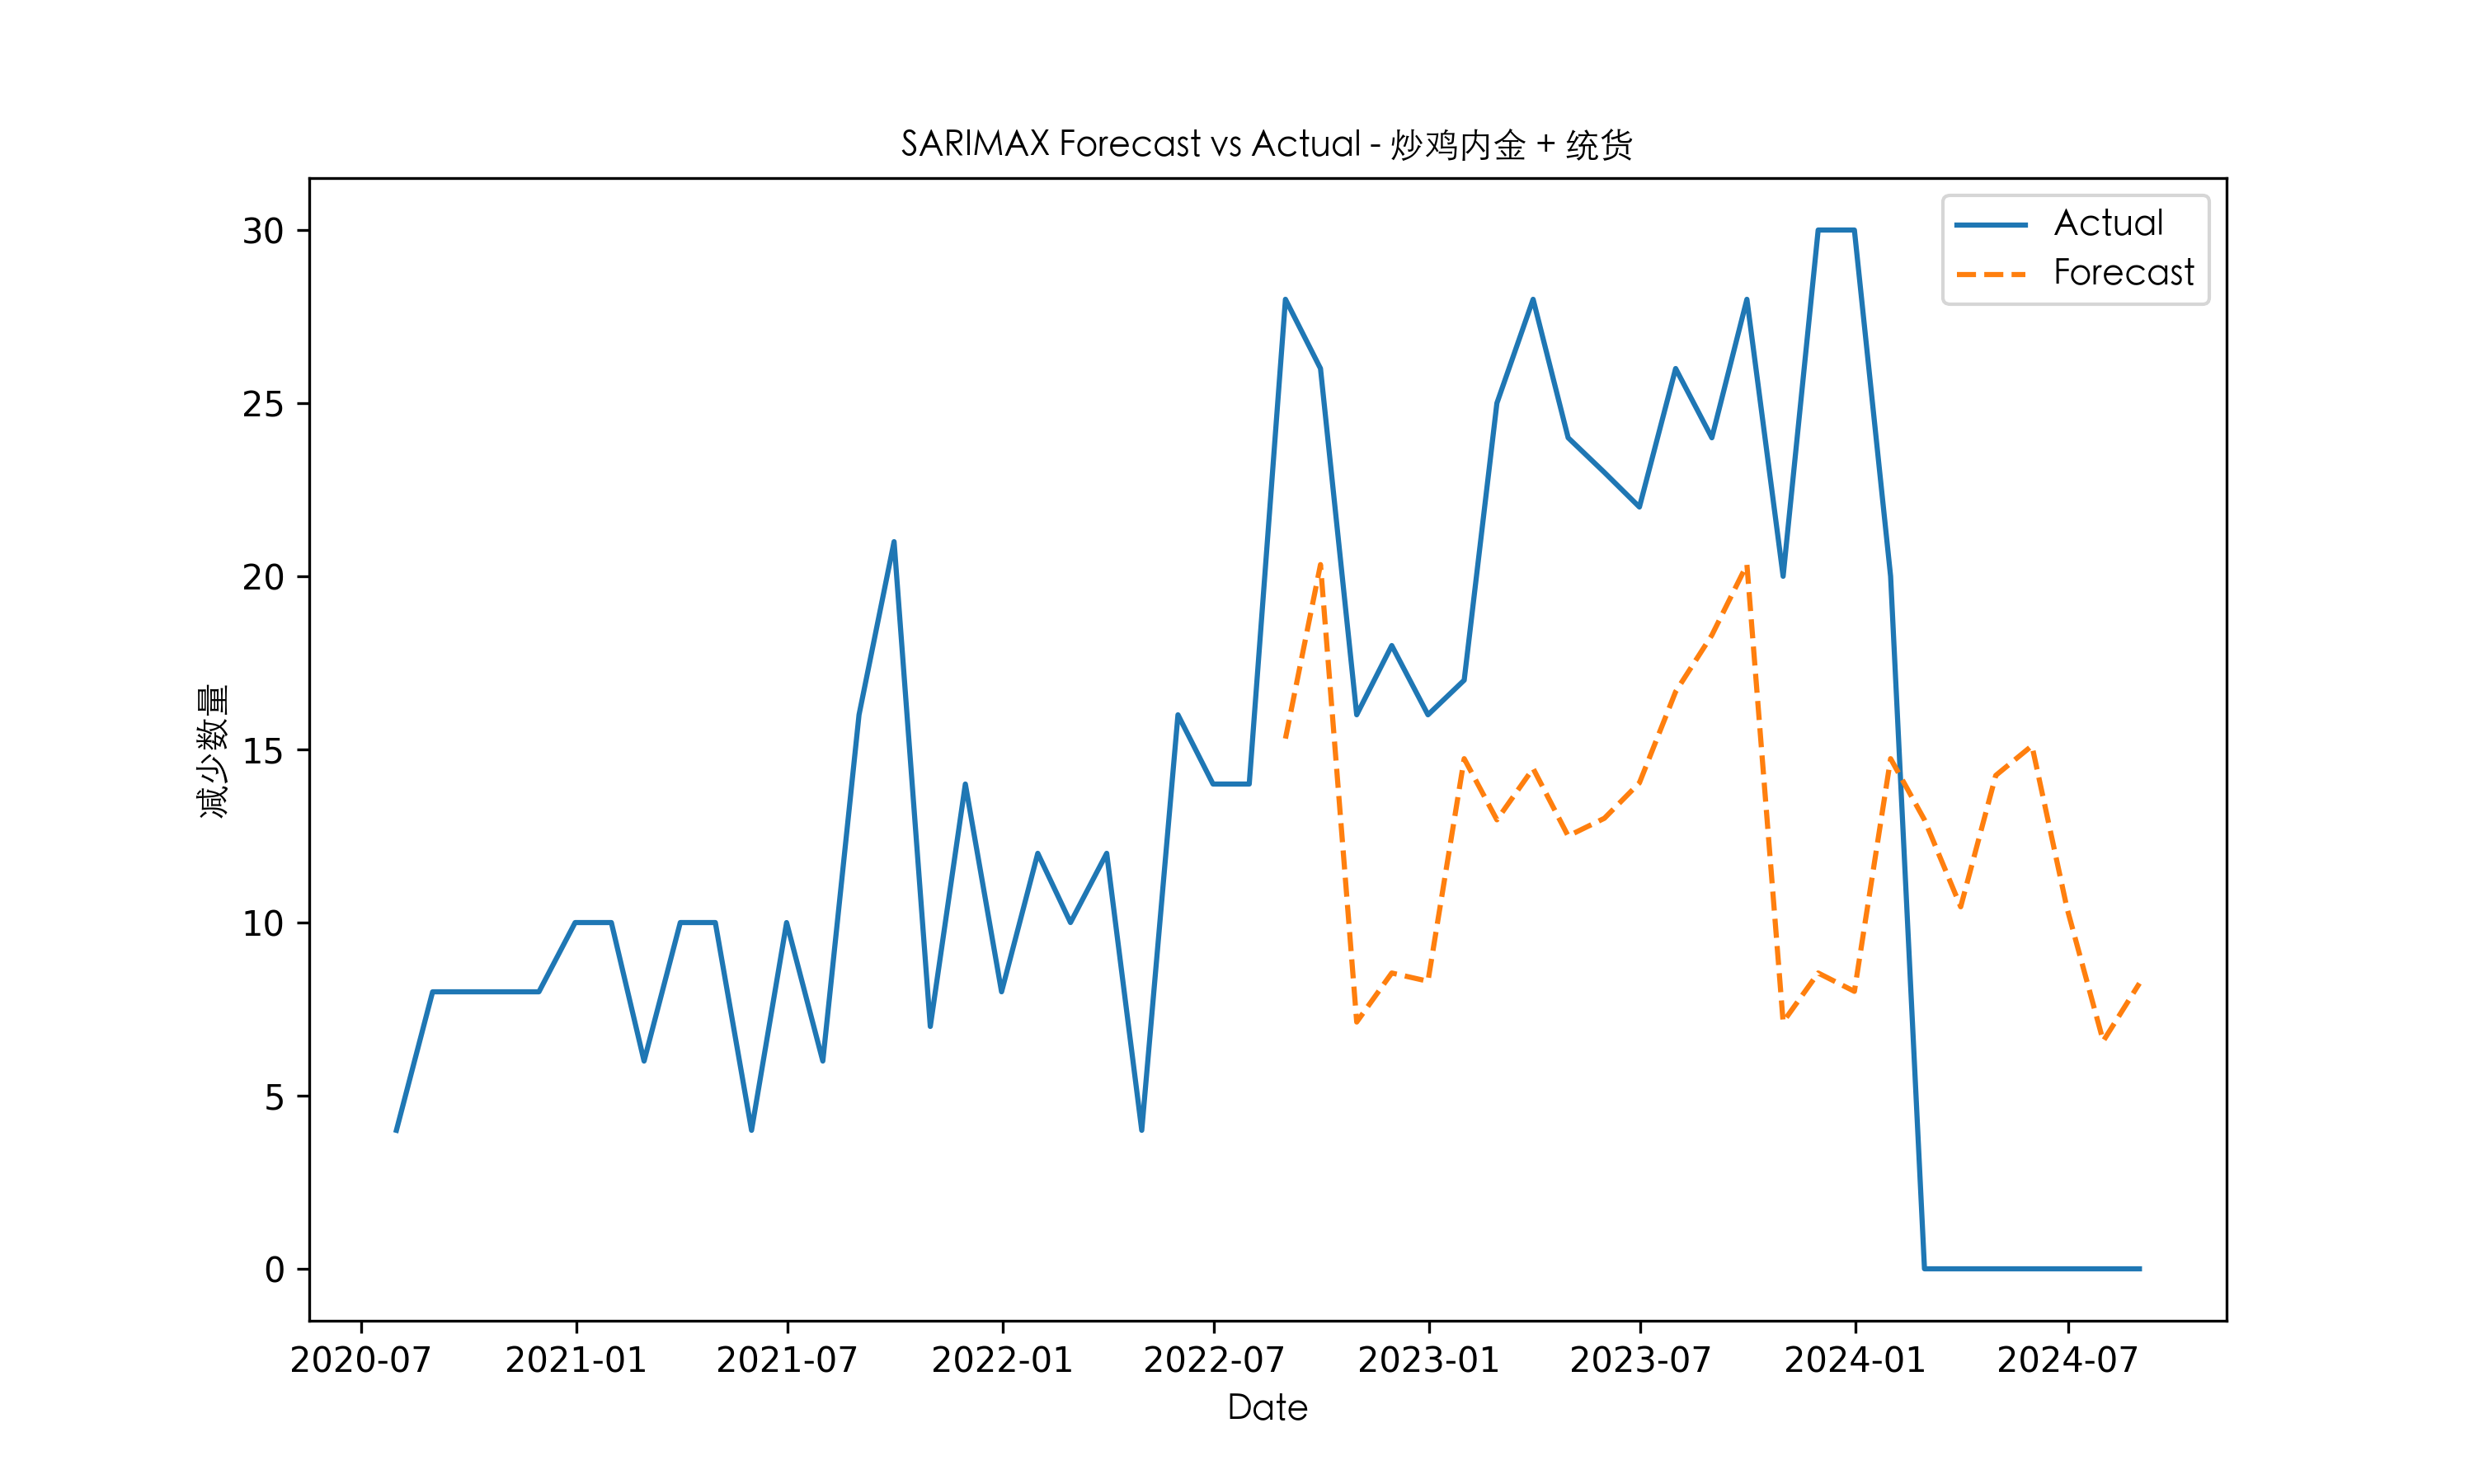 SARIMAX Forecast vs Actual - 炒鸡内金 + 统货
Actual
Forecast
减少数量
30
25
20
15
10
5
0
2020-07 2021-01 2021-07 2022-01 2022-07 2023-01 2023-07 2024-01 2024-07
Date